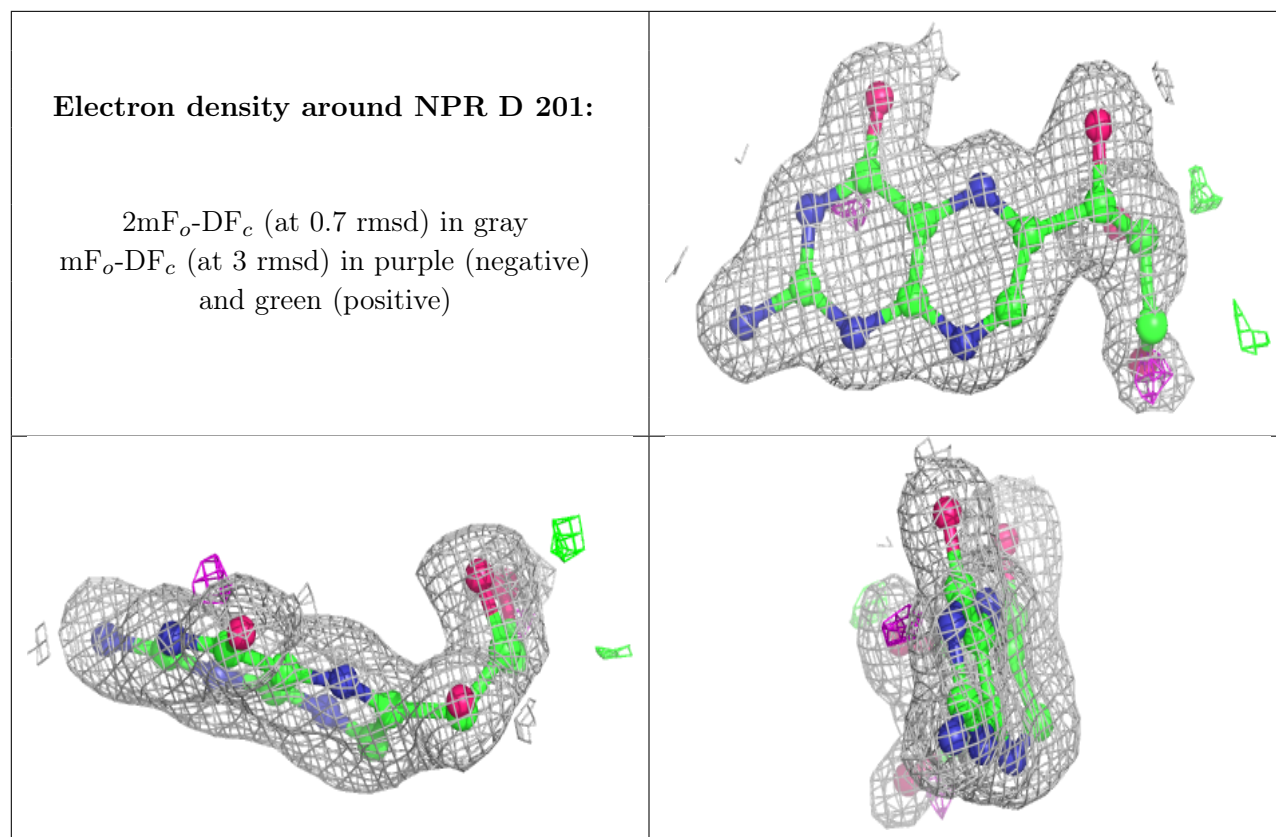 Electron density around NPR D 201:
2mFo-DFc (at 0.7 rmsd) in gray
mFo-DFc (at 3 rmsd) in purple (negative)
and green (positive)